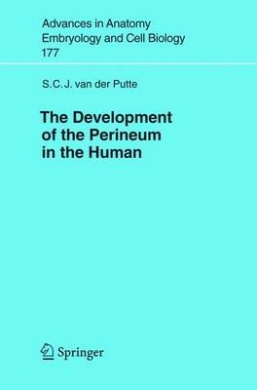 Advances in Anatomy
Embryology and Cell Biology
177
S.C.J. van der Putte
The Development
of the Perineum
in the Human
Springer